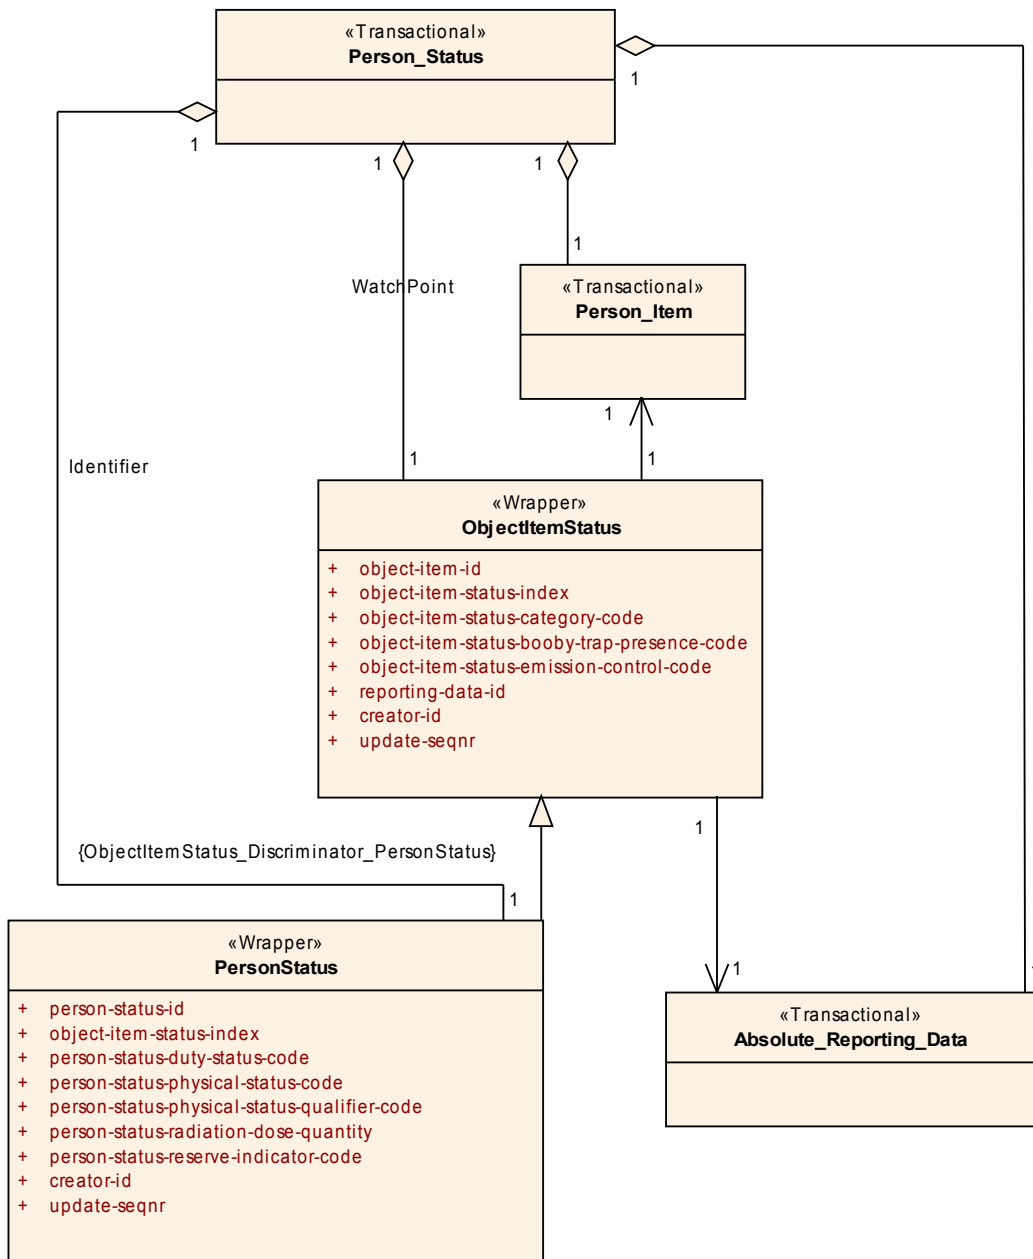 «Transactional»
Person_Status
1
1
1
1
1
WatchPoint
«Transactional»
Person_Item
1
Identifier
1
1
«Wrapper»
ObjectItemStatus
+ object-item-id
+ object-item-status-index
+ object-item-status-category-code
+ object-item-status-booby-trap-presence-code
+ object-item-status-emission-control-code
+ reporting-data-id
+ creator-id
+ update-seqnr
1
{ObjectItemStatus_Discriminator_PersonStatus}
1
«Wrapper»
PersonStatus
1
+ person-status-id
+ object-item-status-index
+ person-status-duty-status-code
+ person-status-physical-status-code
+ person-status-physical-status-qualifier-code
+ person-status-radiation-dose-quantity
+ person-status-reserve-indicator-code
+ creator-id
+ update-seqnr
«Transactional»
Absolute_Reporting_Data